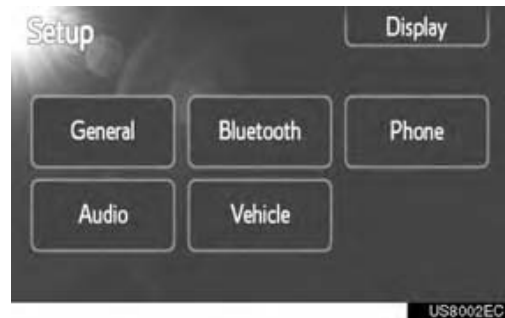 Setup
Display
General
Bluetooth
Phone
Audio
Vehicle
US8002EC